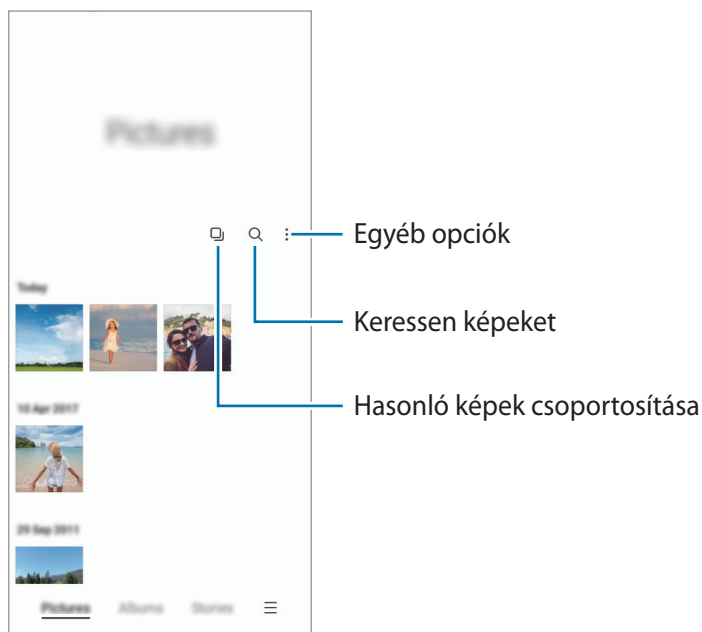 Pictures
Egyéb opciók
Today
Keressen képeket
Hasonló képek csoportosítása
10 Apr 2017
29 Sep 2011
Pictures Albums Stories